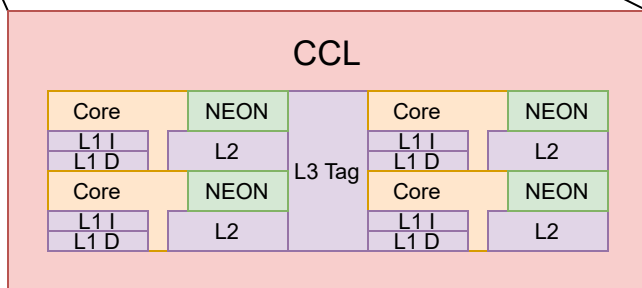 CCL
Core NEON
L1 I
L1 D
L2
Core NEON
L1 I
L1 D
L2
L3 Tag
Core NEON
L1 I
L1 D
L2
Core NEON
L1 I
L1 D
L2